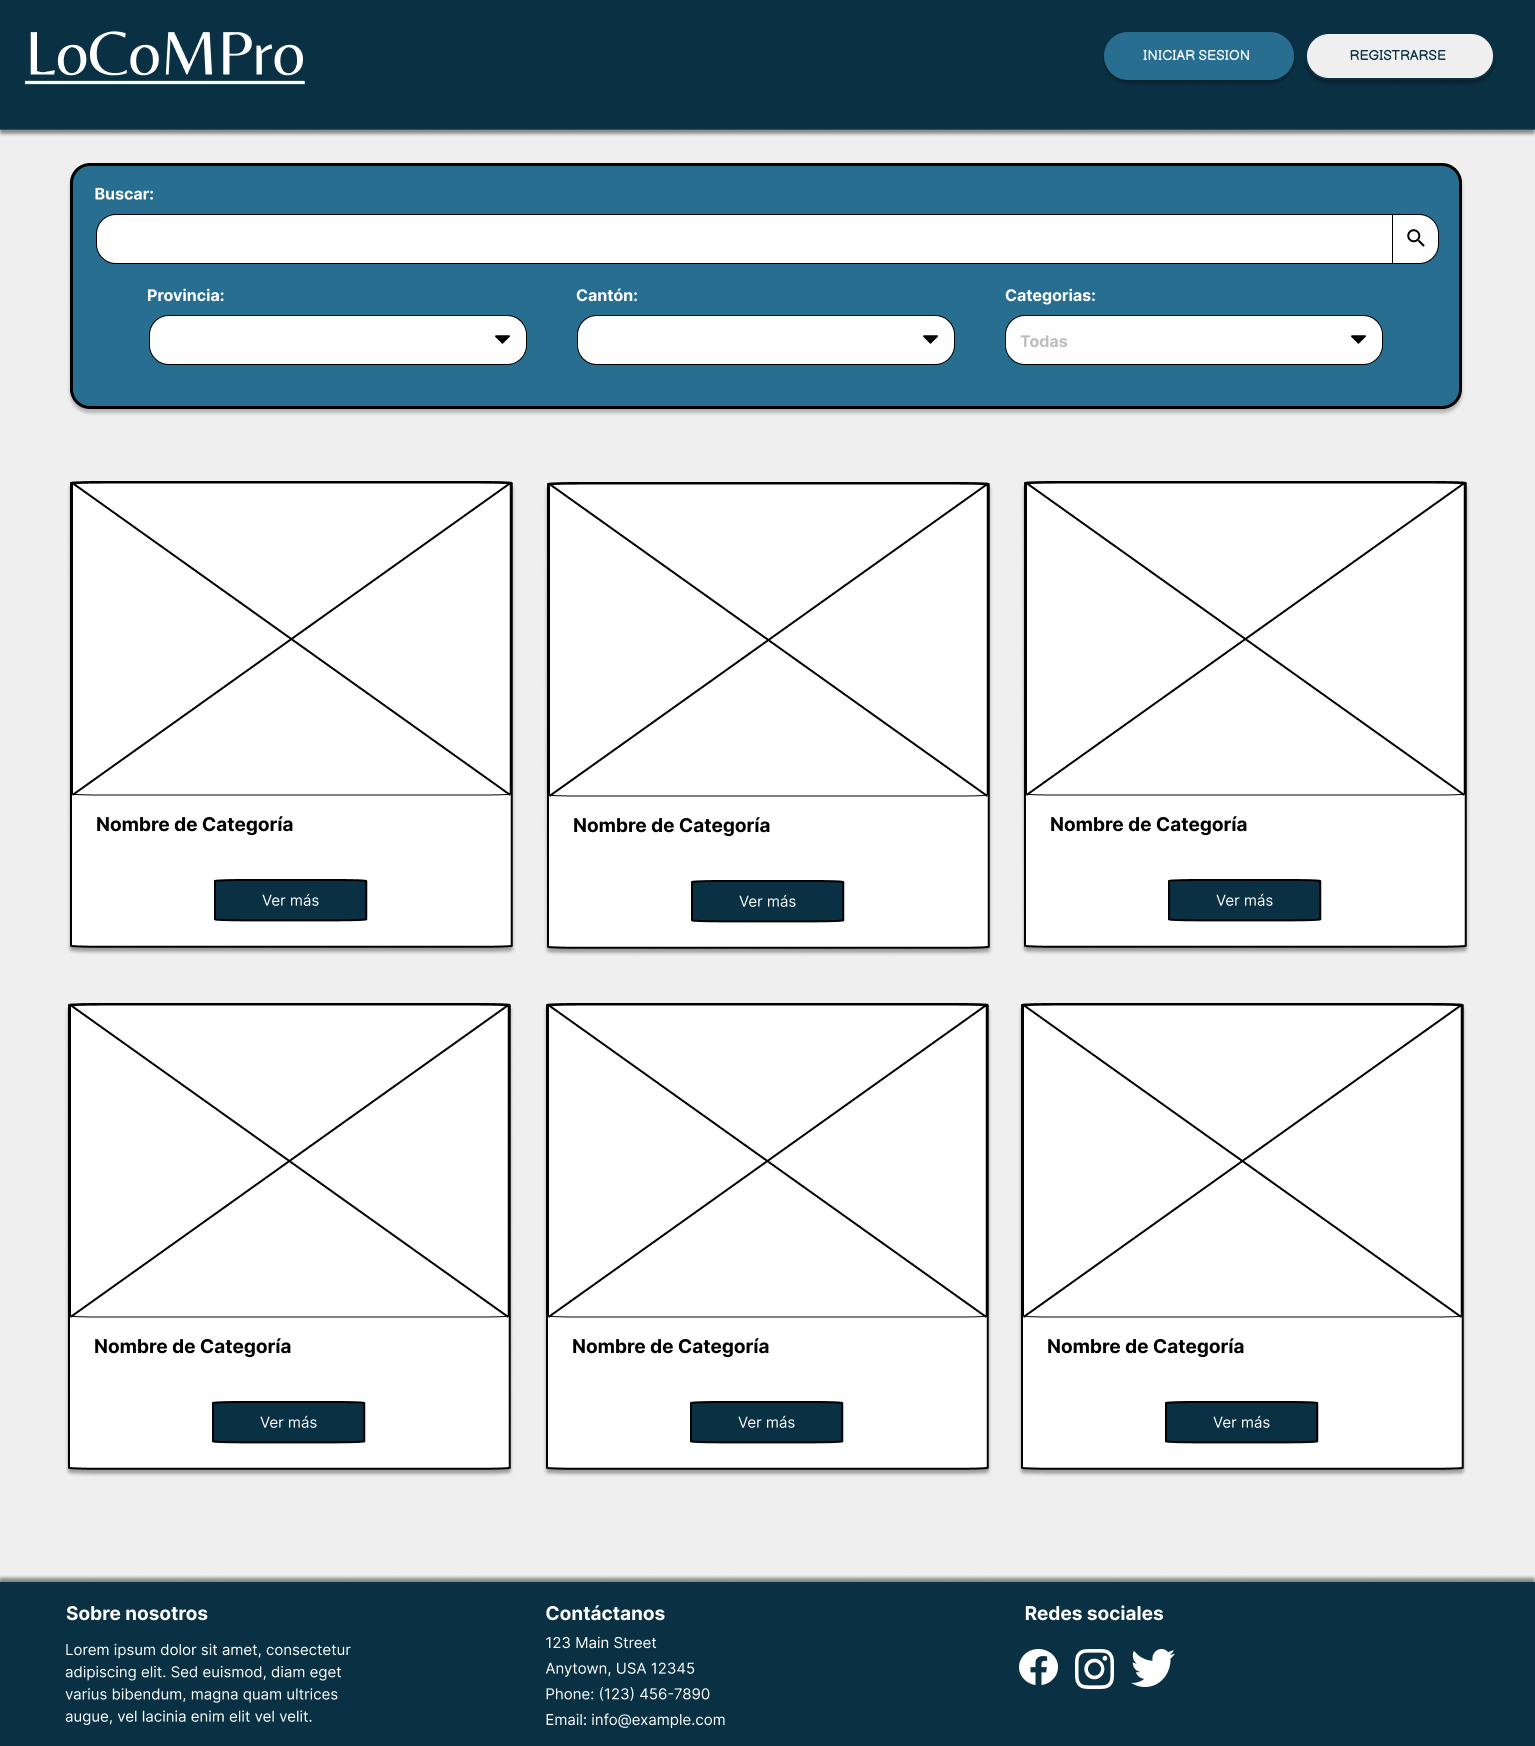 LoCoMPro
INICIAR SESION
REGISTRARSE
Buscar:
Provincia:
Cantón:
Categorias:
Todas
Nombre de Categoría
Nombre de Categoría
Nombre de Categoría
Ver más
Ver más
Ver más
Nombre de Categoría
Nombre de Categoría
Nombre de Categoría
Ver más
Ver más
Ver más
Sobre nosotros
Lorem ipsum dolor sit amet, consectetur
adipiscing elit. Sed euismod, diam eget
varius bibendum, magna quam ultrices
augue, vel lacinia enim elit vel velit.
Contáctanos
123 Main Street
Anytown, USA 12345
Phone: (123) 456-7890
Email: info@example.com
Redes sociales